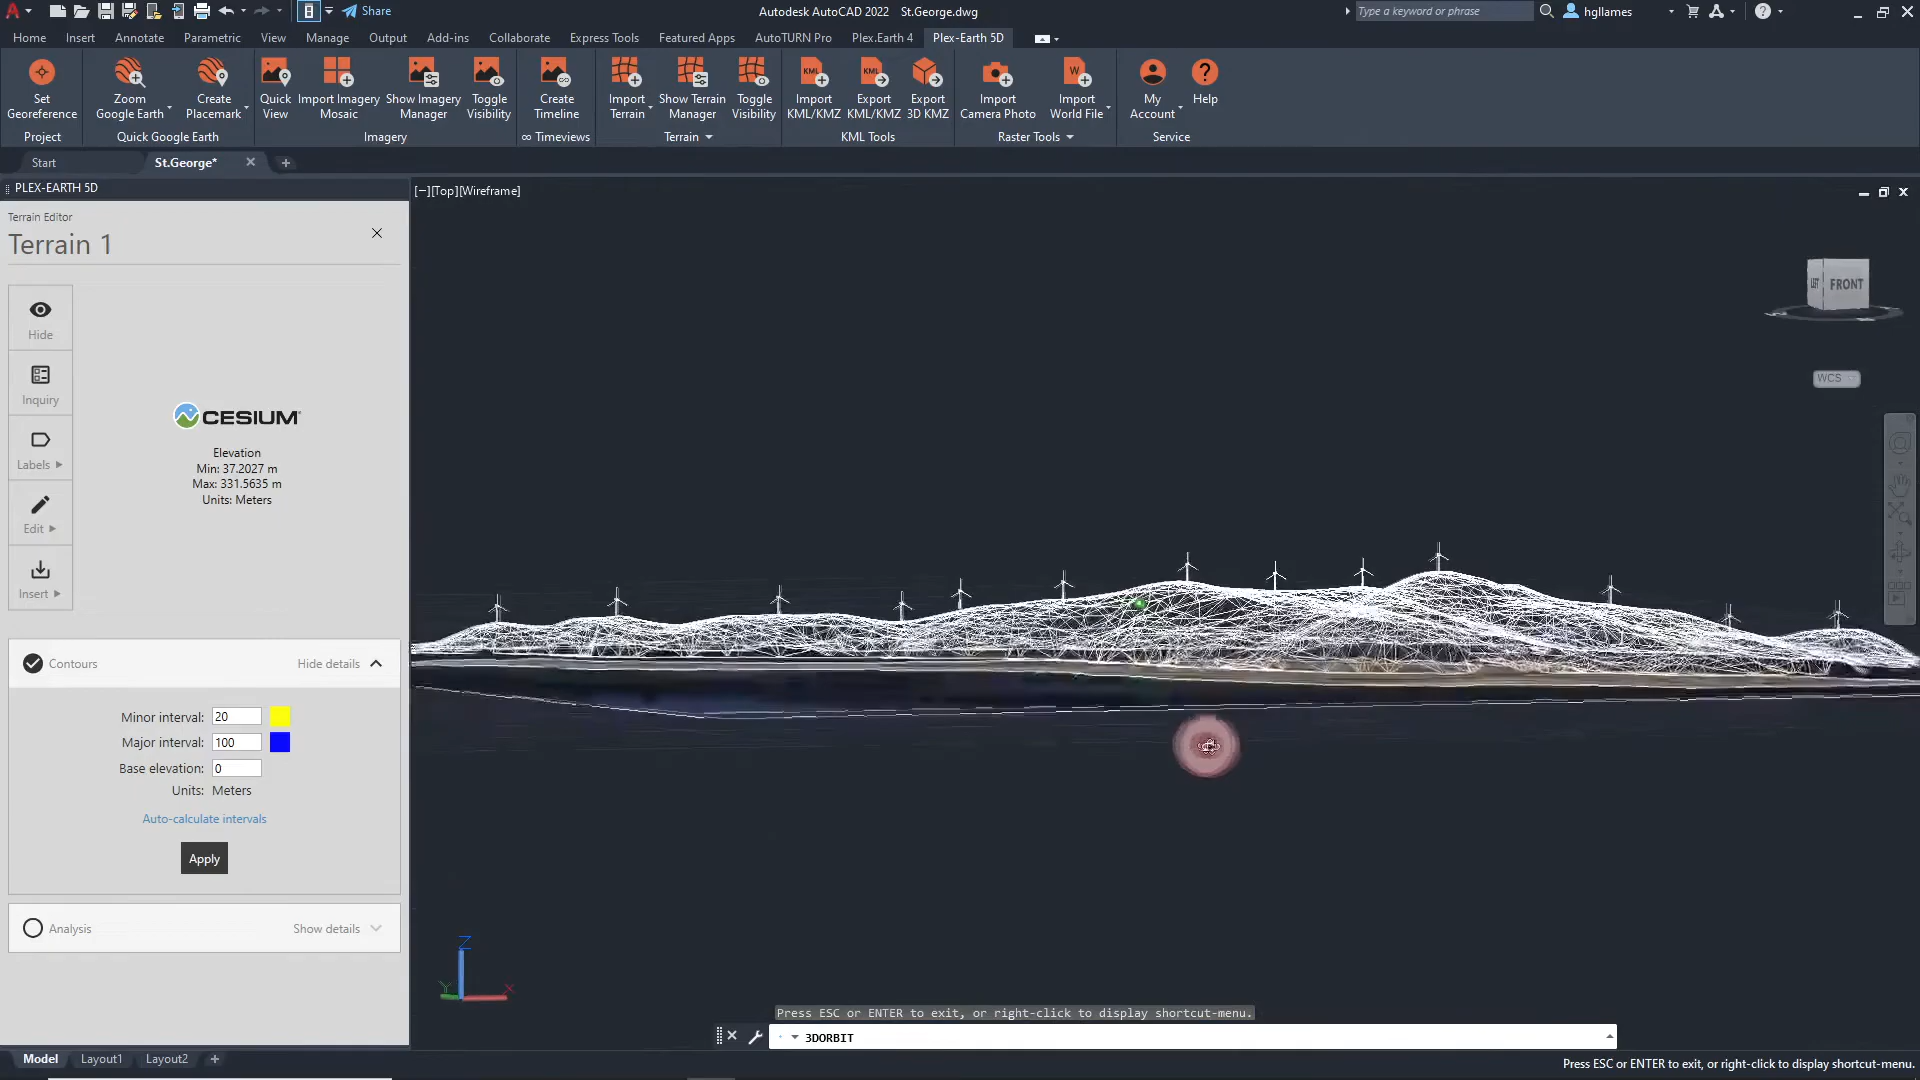 Share
Autodesk AutoCAD 2022 St.George.dwg
Type a keyword or phrase
hgllames
Home Insert Annotate Parametric View Manage Output Add-ins Collaborate Express Tools Featured Apps AutoTURN Pro Plex.Earth 4 Plex-Earth 5D
Set Georeference
Zoom Google Earth
Create Placemark
Quick View
Import Imagery Mosaic
Show Imagery Manager
Toggle Visibility
Create Timeline
Import Terrain
Show Terrain Manager
Toggle Visibility
Import KML/KMZ
Export KML/KMZ
Export 3D KMZ
Import Camera Photo
Import World File
My Account
Help
Project Quick Google Earth Imagery ∞ Timeviews Terrain KML Tools Raster Tools Service
Start St.George*
PLEX-EARTH 5D
[−][Top][Wireframe]
Terrain Editor
Terrain 1
Hide
Inquiry
Labels
Edit
Insert
CESIUM
Elevation
Min: 37.2027 m
Max: 331.5635 m
Units: Meters
Contours Hide details
Minor interval: 20
Major interval: 100
Base elevation: 0
Units: Meters
Auto-calculate intervals
Apply
Analysis Show details
LEFT FRONT
WCS
Z
Y X
Press ESC or ENTER to exit, or right-click to display shortcut-menu.
3DORBIT
Model Layout1 Layout2
Press ESC or ENTER to exit, or right-click to display shortcut-menu.